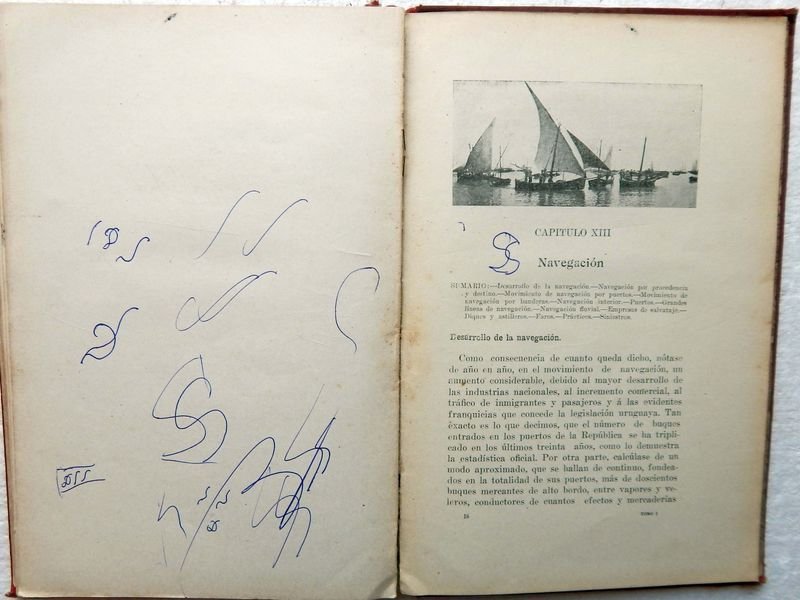 CAPITULO XIII
Navegación
SUMARIO:—Desarrollo de la navegación.—Navegación por procedencia
y destino.—Movimiento de navegación por puertos.—Movimiento de
navegación por banderas.—Navegación interior.—Puertos.—Grandes
líneas de navegación.—Navegación fluvial.—Empresas de salvataje.—
Diques y astilleros.—Faros.—Prácticos.—Siniestros.
Desarrollo de la navegación.
Como consecuencia de cuanto queda dicho, nótase
de año en año, en el movimiento de navegación, un
aumento considerable, debido al mayor desarrollo de
las industrias nacionales, al incremento comercial, al
tráfico de inmigrantes y pasajeros y á las evidentes
franquicias que concede la legislación uruguaya. Tan
exacto es lo que decimos, que el número de buques
entrados en los puertos de la República se ha tripli-
cado en los últimos treinta años, como lo demuestra
la estadística oficial. Por otra parte, calcúlase de un
modo aproximado, que se hallan de continuo, fondea-
dos en la totalidad de sus puertos, más de doscientos
buques mercantes de alto bordo, entre vapores y ve-
leros, conductores de cuantos efectos y mercaderías
TOMO I